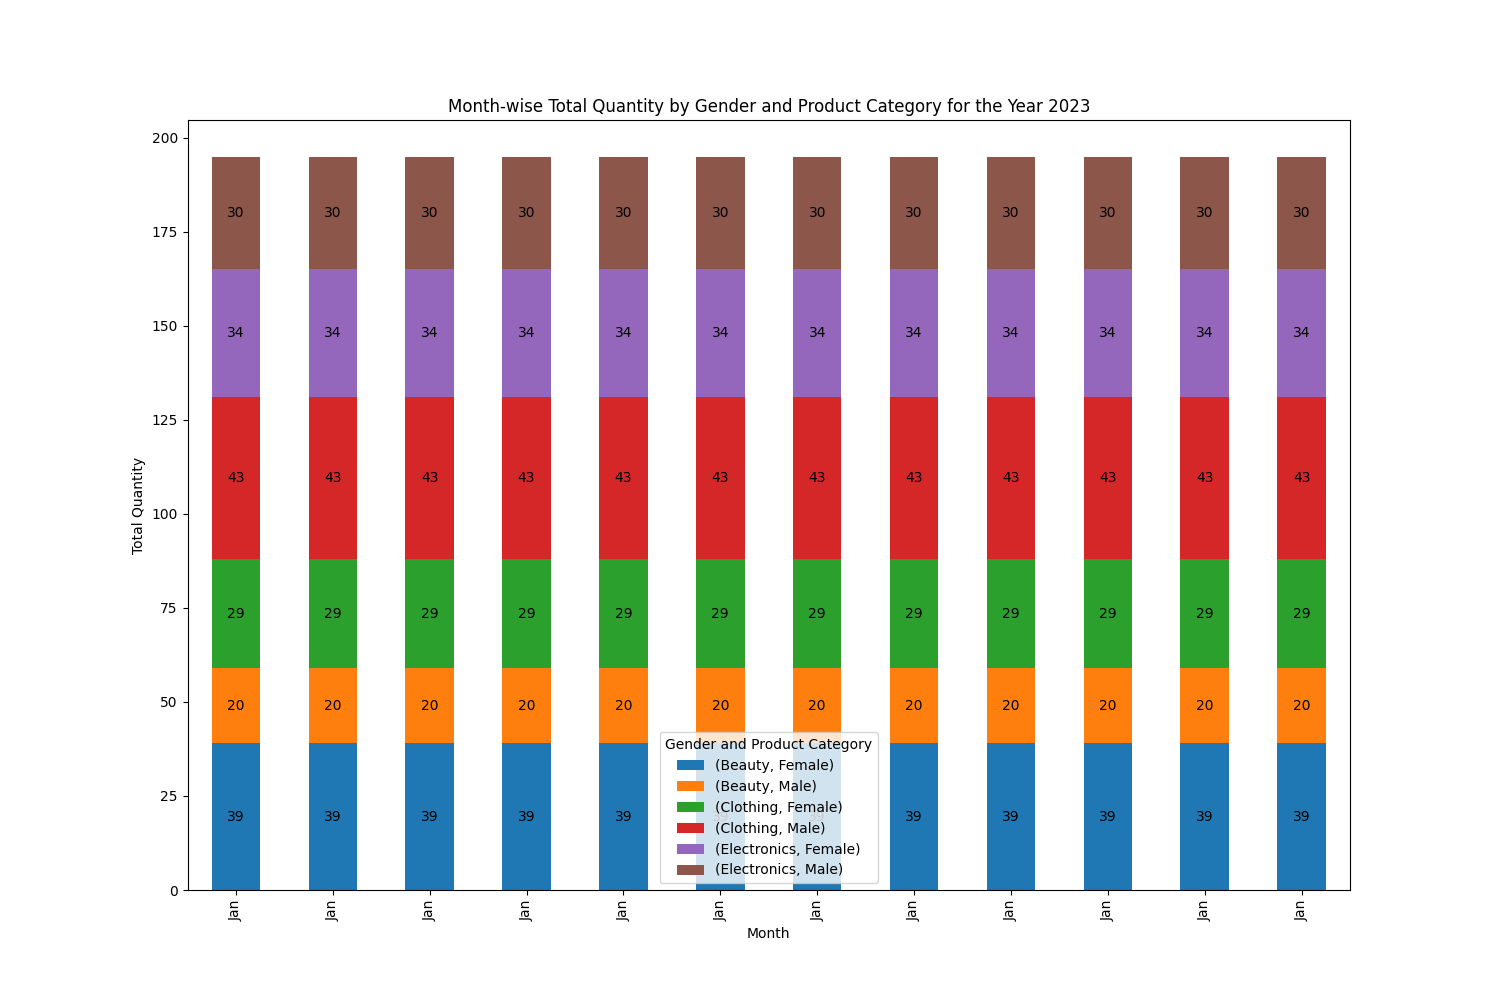 Month-wise Total Quantity by Gender and Product Category for the Year 2023
200
175
150
125
100
75
50
25
0
Total Quantity
30 30 30 30 30 30 30 30 30 30 30 30
34 34 34 34 34 34 34 34 34 34 34 34
43 43 43 43 43 43 43 43 43 43 43 43
29 29 29 29 29 29 29 29 29 29 29 29
20 20 20 20 20 20 20 20 20 20 20 20
39 39 39 39 39 39 39 39 39 39 39 39
Gender and Product Category
(Beauty, Female)
(Beauty, Male)
(Clothing, Female)
(Clothing, Male)
(Electronics, Female)
(Electronics, Male)
Jan Jan Jan Jan Jan Jan Jan Jan Jan Jan Jan Jan
Month